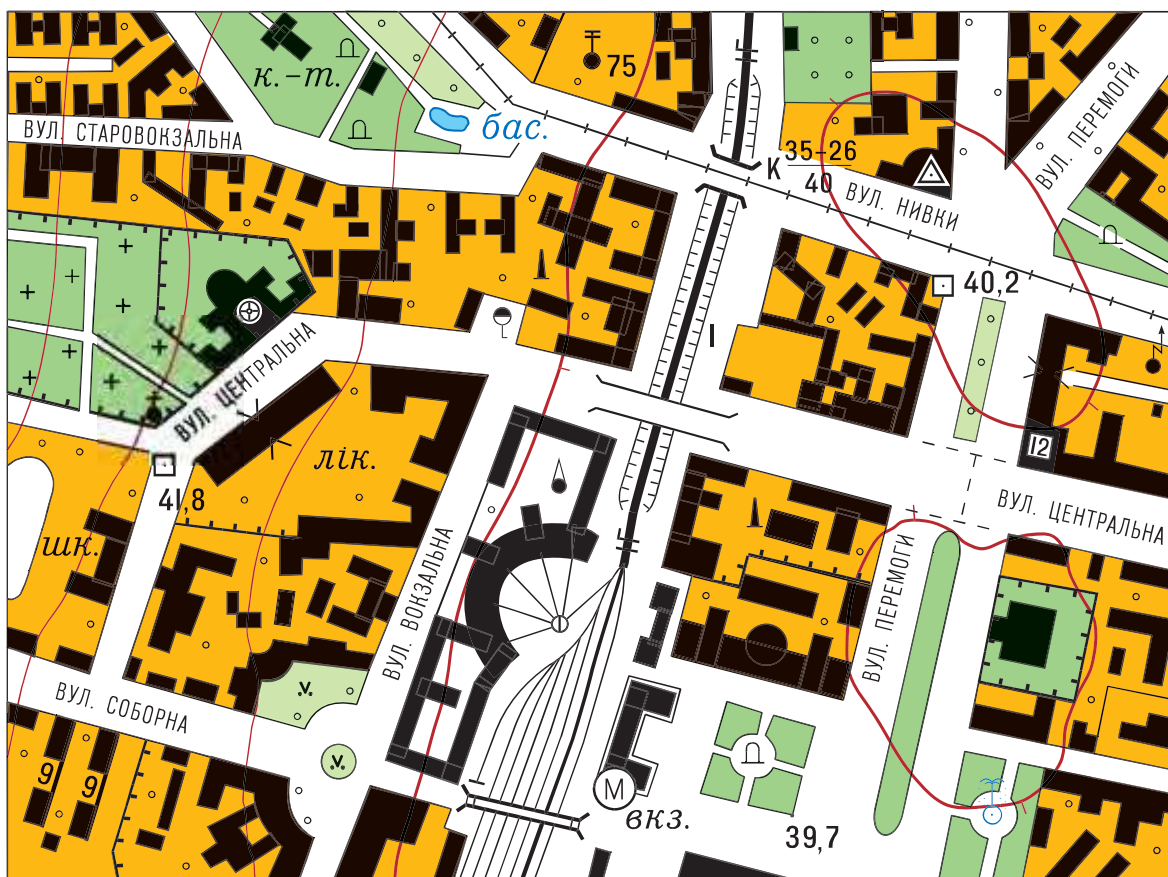 75
к.-т.
бас.
ВУЛ. СТАРОВОКЗАЛЬНА
ВУЛ. ПЕРЕМОГИ
К 35-26
40
ВУЛ. НИВКИ
40,2
I
ВУЛ. ЦЕНТРАЛЬНА
12
лік.
41,8
ВУЛ. ЦЕНТРАЛЬНА
шк.
ВУЛ. ВОКЗАЛЬНА
ВУЛ. ПЕРЕМОГИ
ВУЛ. СОБОРНА
9
9
М
вкз.
39,7